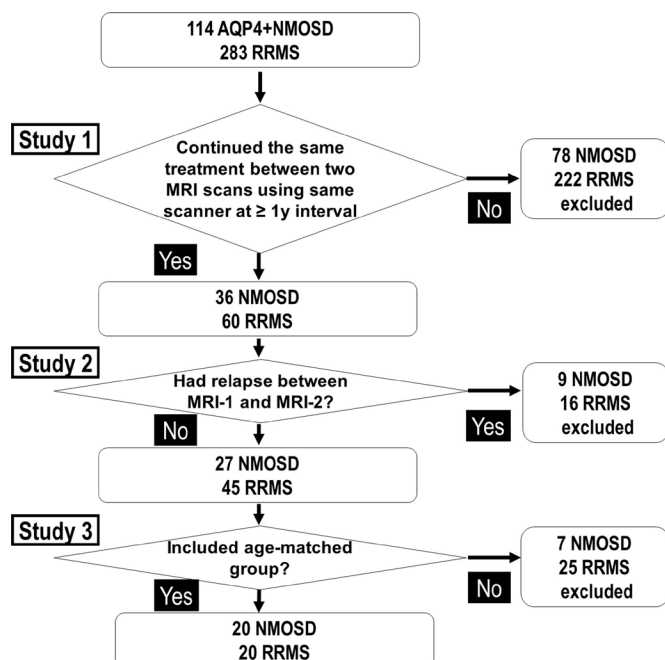 114 AQP4+NMOSD
283 RRMS
Study 1
Continued the same
treatment between two
MRI scans using same
scanner at ≥ 1y interval
78 NMOSD
222 RRMS
excluded
No
Yes
36 NMOSD
60 RRMS
Study 2
Had relapse between
MRI-1 and MRI-2?
9 NMOSD
16 RRMS
excluded
No
Yes
27 NMOSD
45 RRMS
Study 3
Included age-matched
group?
7 NMOSD
25 RRMS
excluded
Yes
No
20 NMOSD
20 RRMS